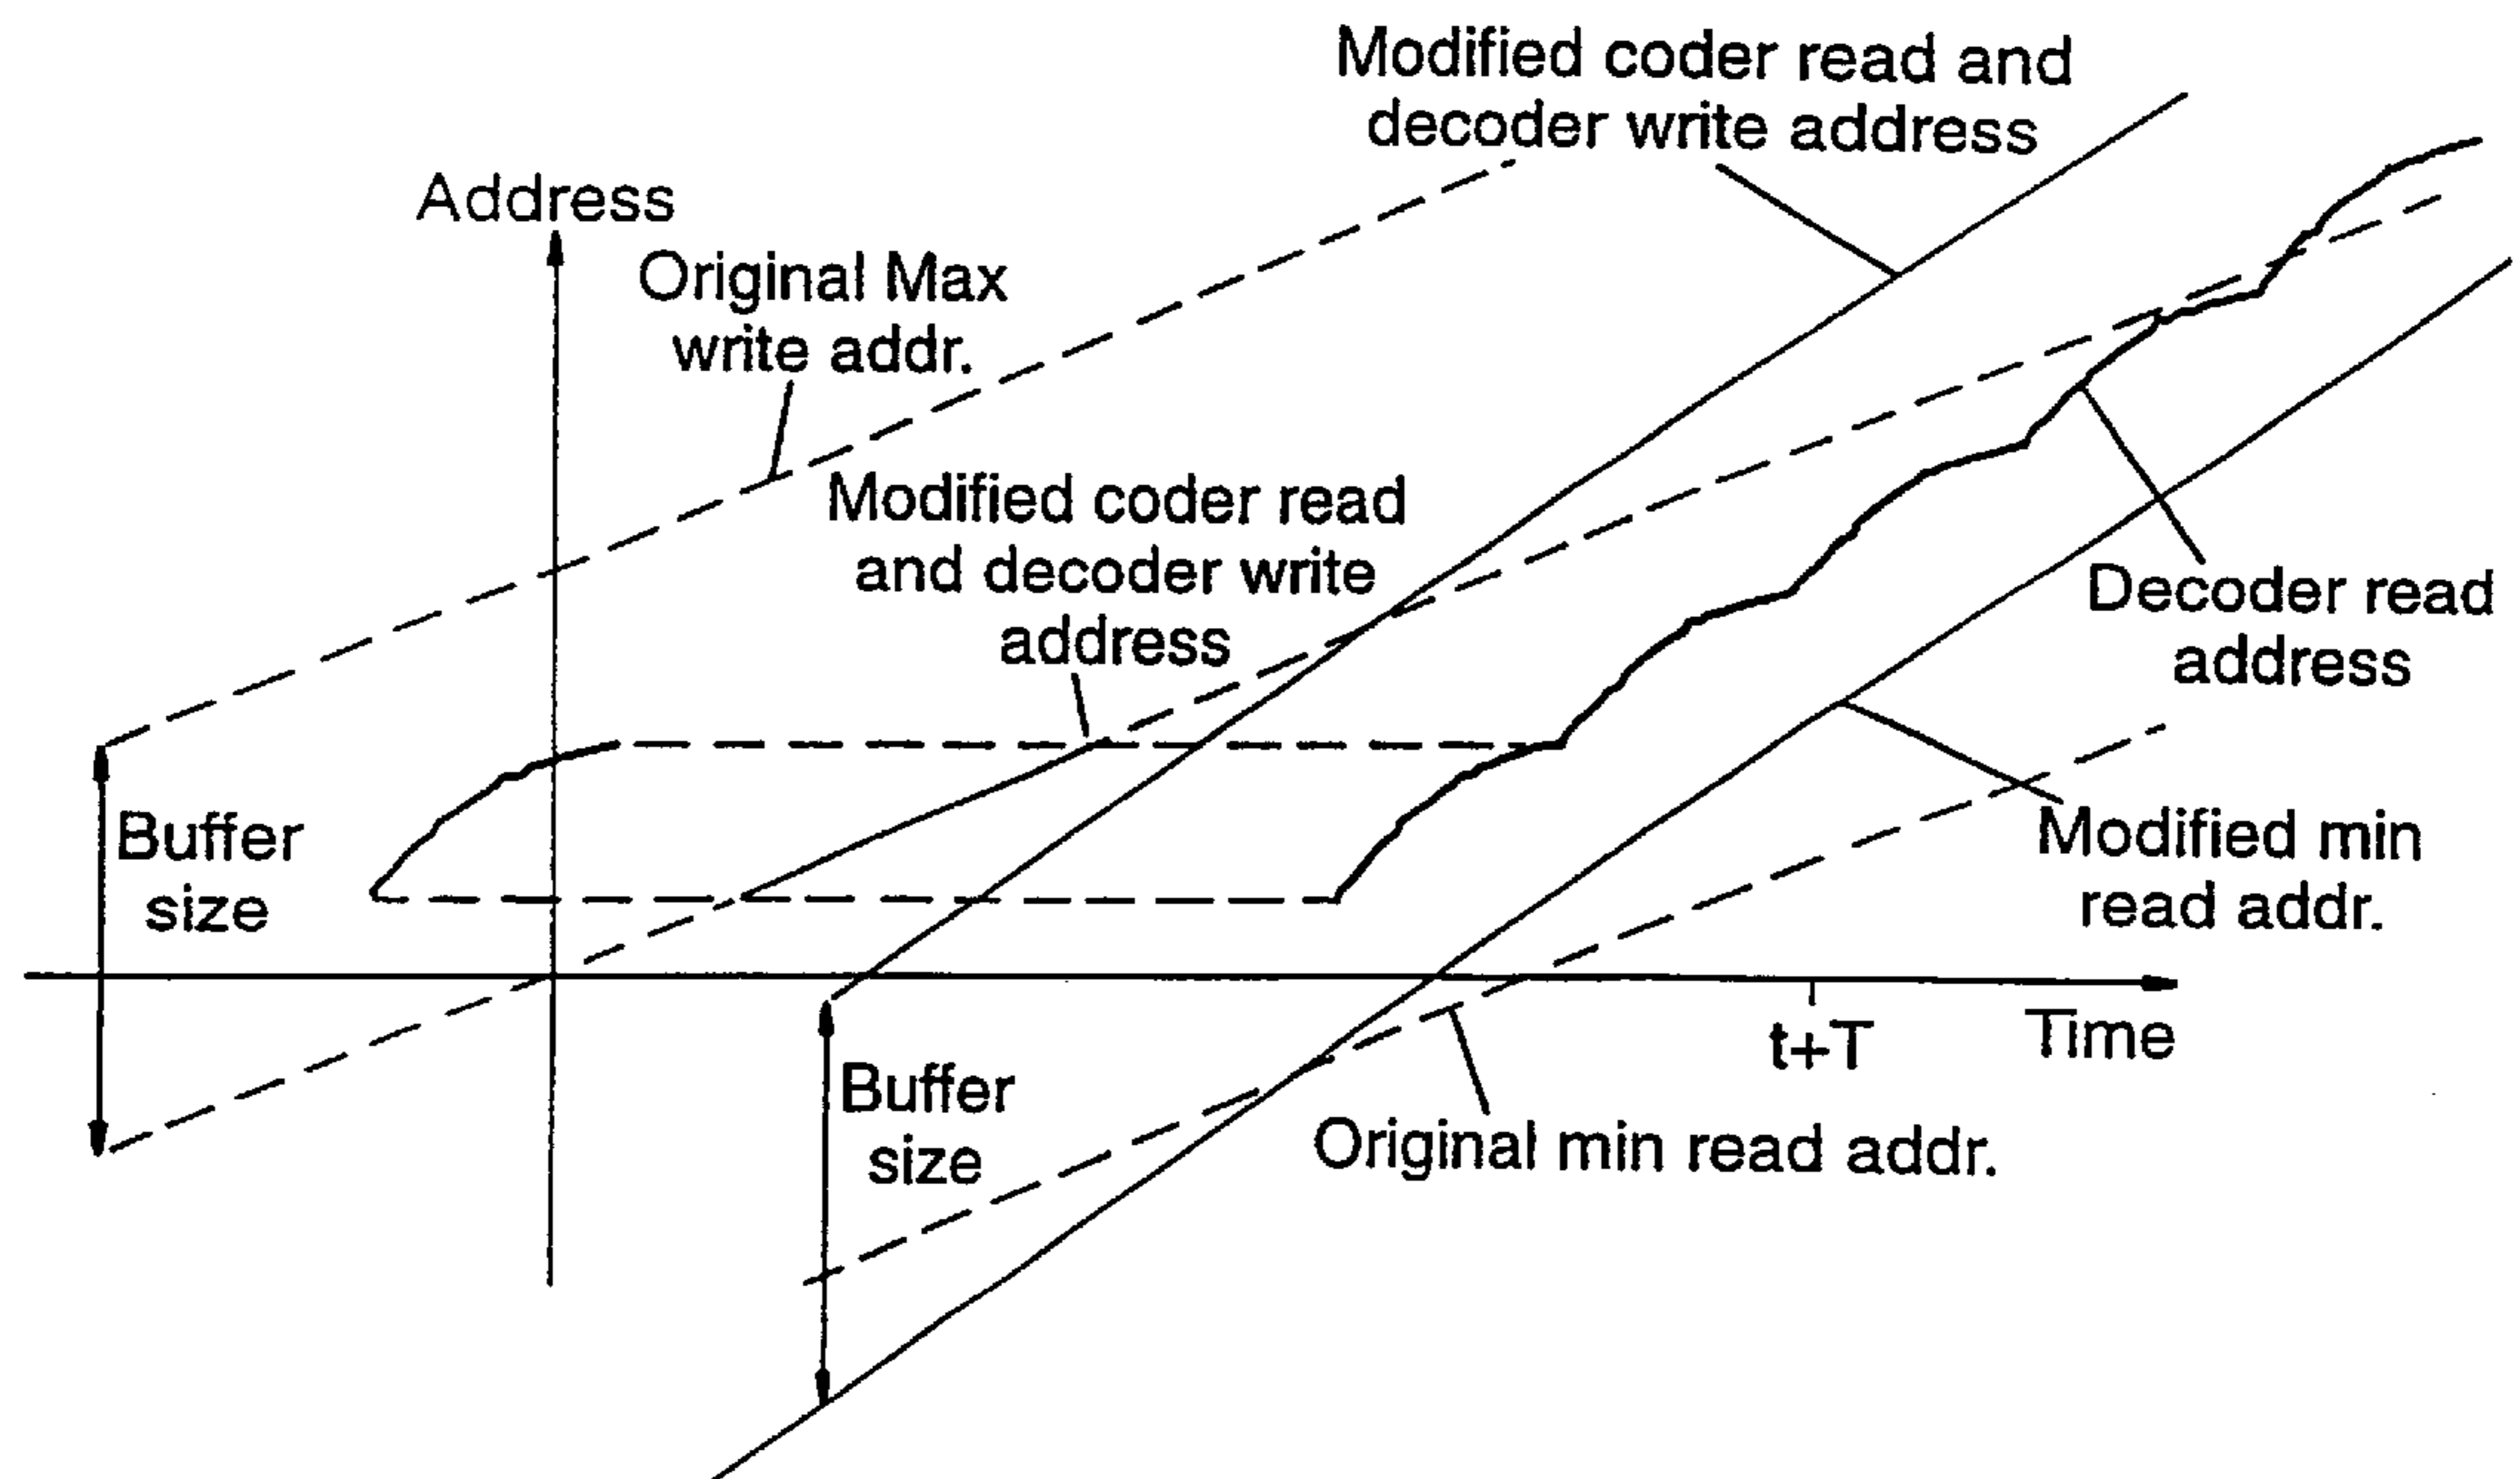 Modified coder read and
decoder write address
Address
Original Max
write addr.
Modified coder read
and decoder write
address
Decoder read
address
Buffer
size
Modified min
read addr.
t+T
Time
Buffer
size
Original min read addr.